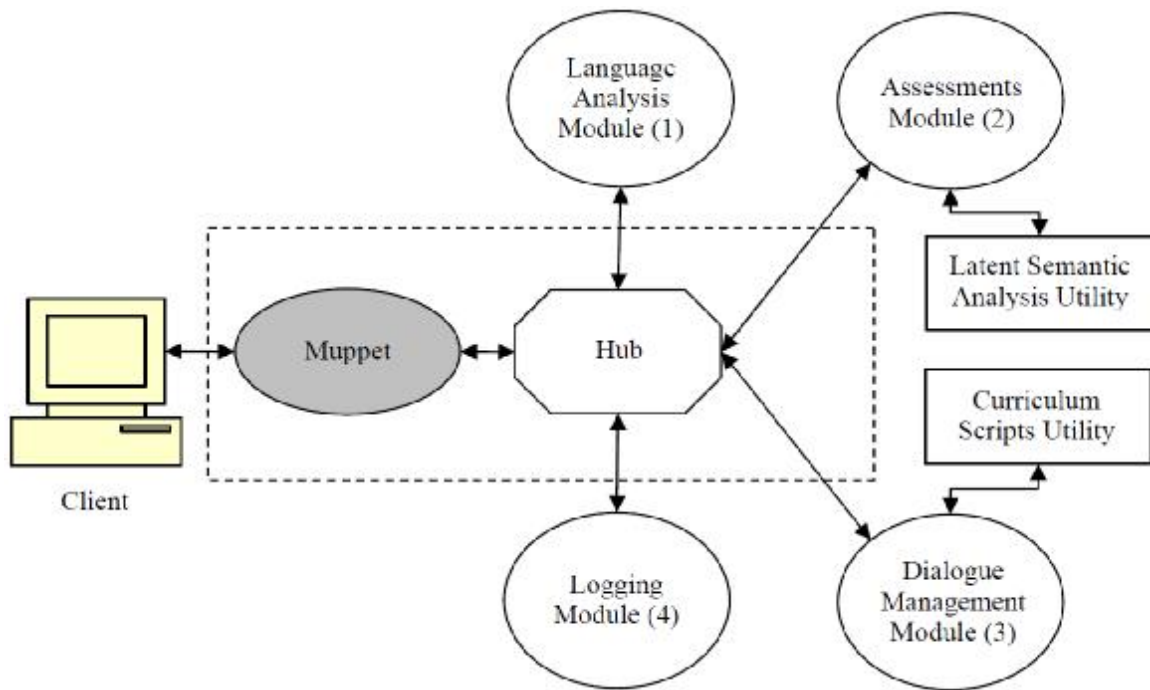 Language
Analysis
Module (1)
Assessments
Module (2)
Latent Semantic
Analysis Utility
Muppet
Hub
Curriculum
Scripts Utility
Client
Logging
Module (4)
Dialogue
Management
Module (3)